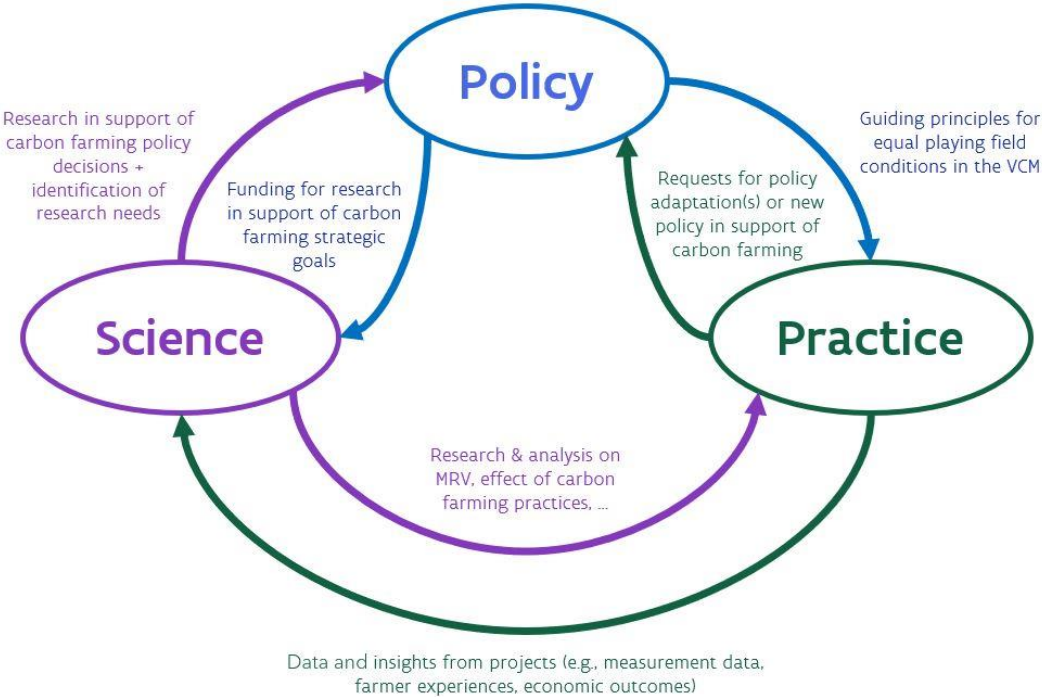 Policy
Research in support of
carbon farming policy
decisions +
identification of
research needs
Funding for research
in support of carbon
farming strategic
goals
Requests for policy
adaptation(s) or new
policy in support of
carbon farming
Guiding principles for
equal playing field
conditions in the VCM
Science
Practice
Research & analysis on
MRV, effect of carbon
farming practices, ...
Data and insights from projects (e.g., measurement data,
farmer experiences, economic outcomes)